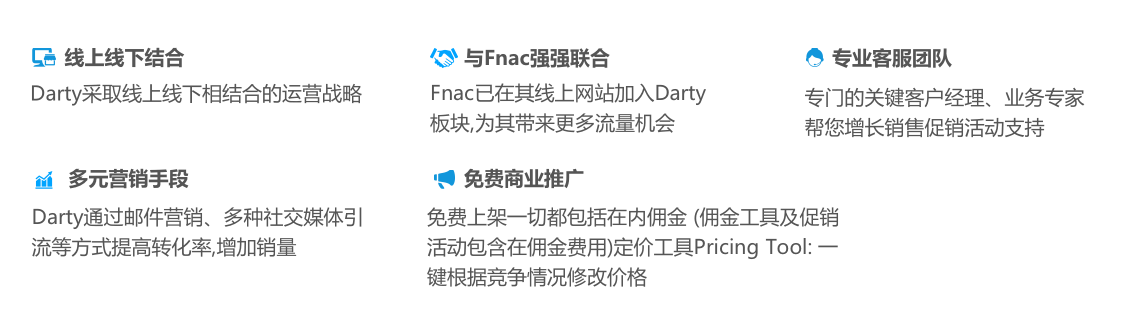 线上线下结合
Darty采取线上线下相结合的运营战略
与Fnac强强联合
Fnac已在其线上网站加入Darty
板块,为其带来更多流量机会
专业客服团队
专门的关键客户经理、业务专家
帮您增长销售促销活动支持
多元营销手段
Darty通过邮件营销、多种社交媒体引
流等方式提高转化率,增加销量
免费商业推广
免费上架一切都包括在内佣金 (佣金工具及促销
活动包含在佣金费用)定价工具Pricing Tool: 一
键根据竞争情况修改价格